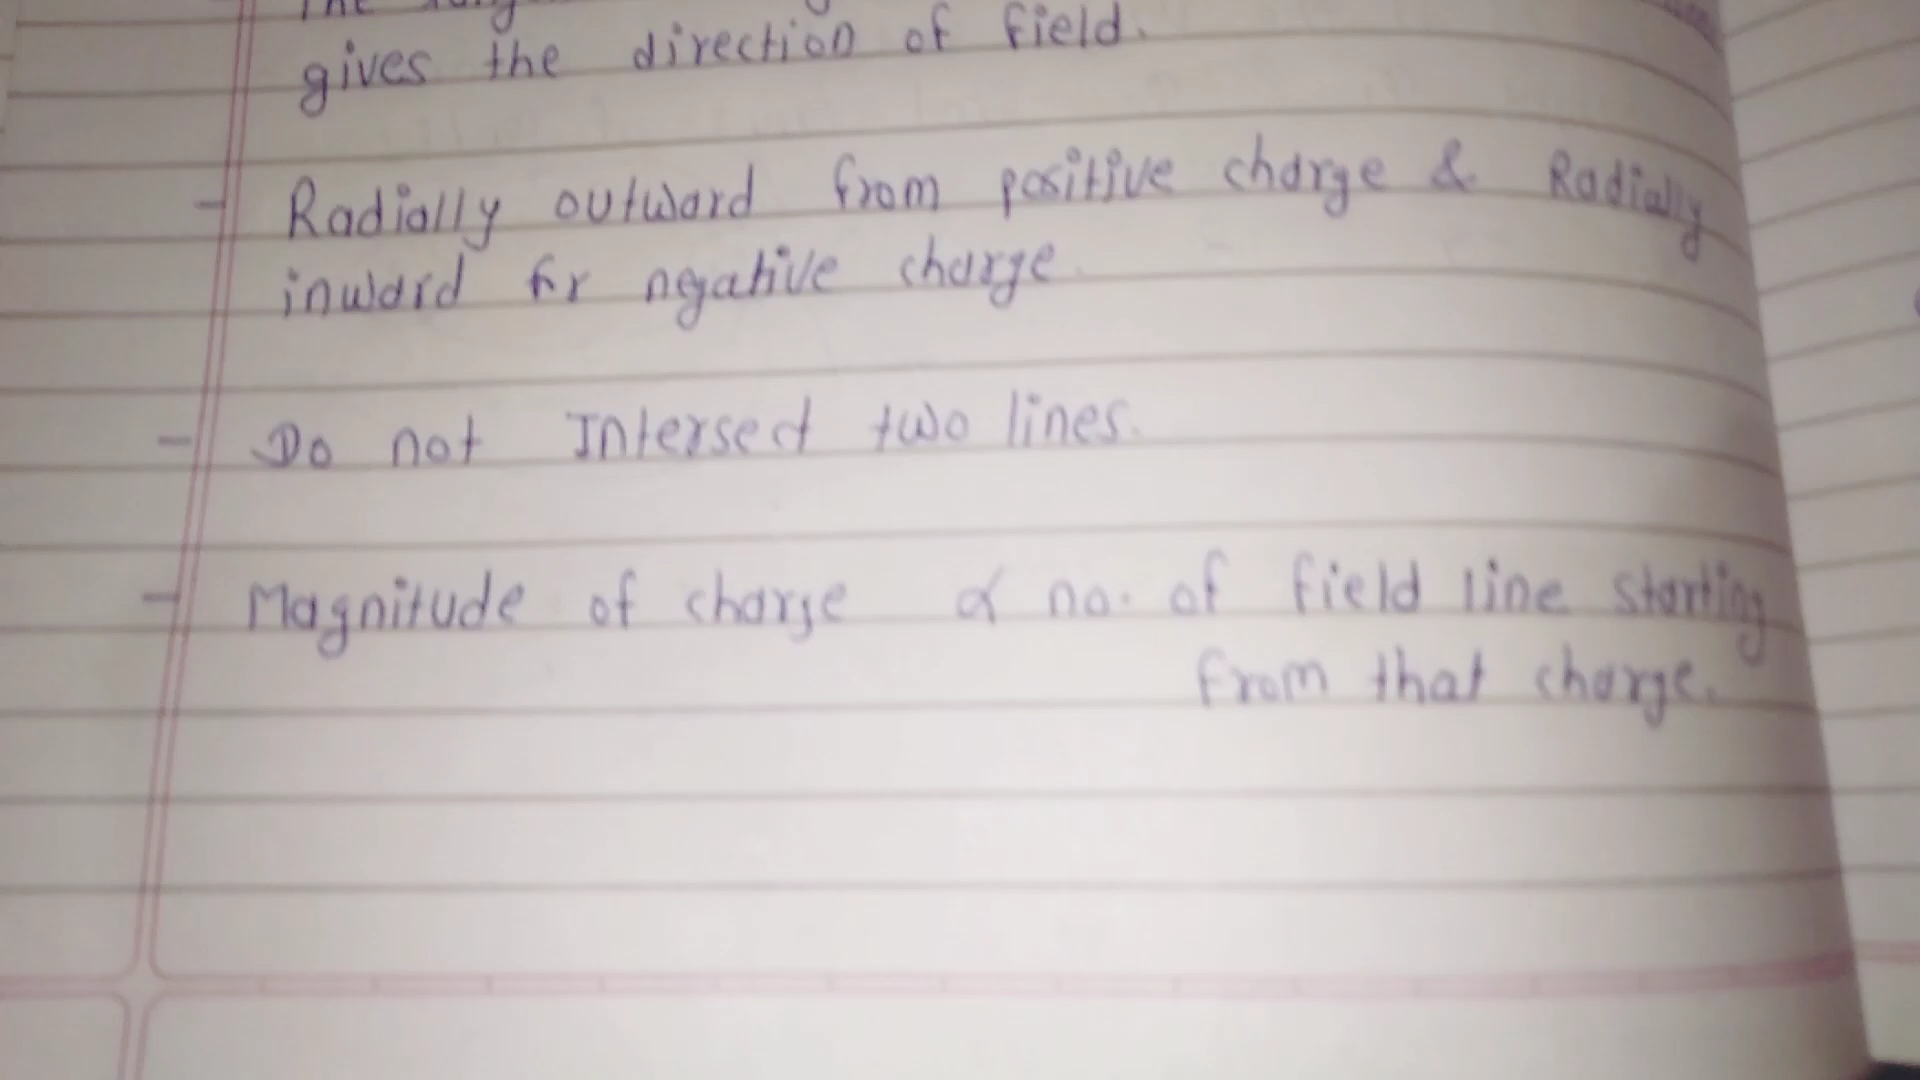 The
gives the direction of field.
- Radially outward from positive charge & Radially
inward for negative charge
- Do not Intersect two lines.
- Magnitude of charge ∝ no. of field line starting
from that charge.